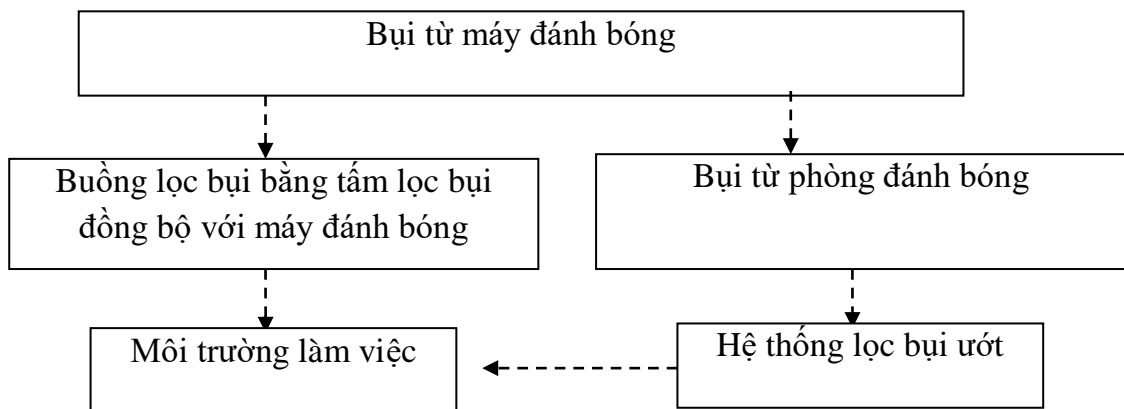 Bụi từ máy đánh bóng
Buồng lọc bụi bằng tấm lọc bụi
đồng bộ với máy đánh bóng
Bụi từ phòng đánh bóng
Môi trường làm việc
Hệ thống lọc bụi ướt